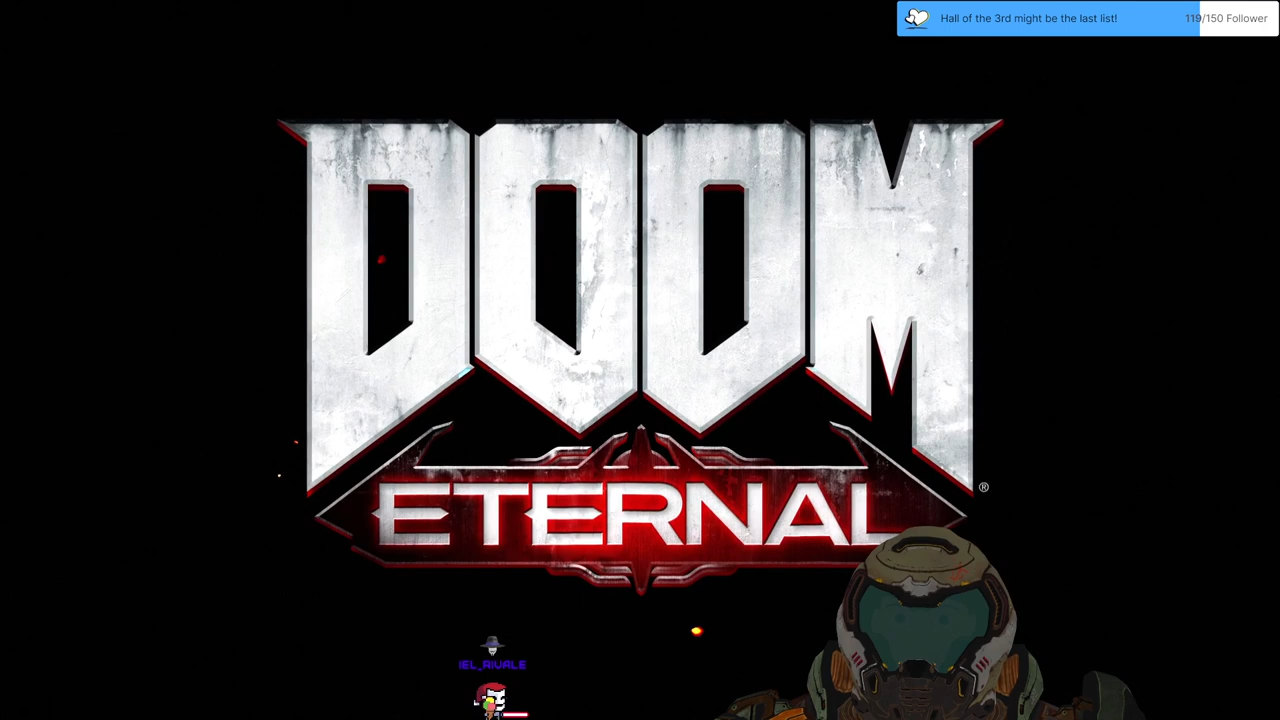 Hall of the 3rd might be the last list!
119/150 Follower
DOOM
ETERNAL
®
IEL_RIVALE